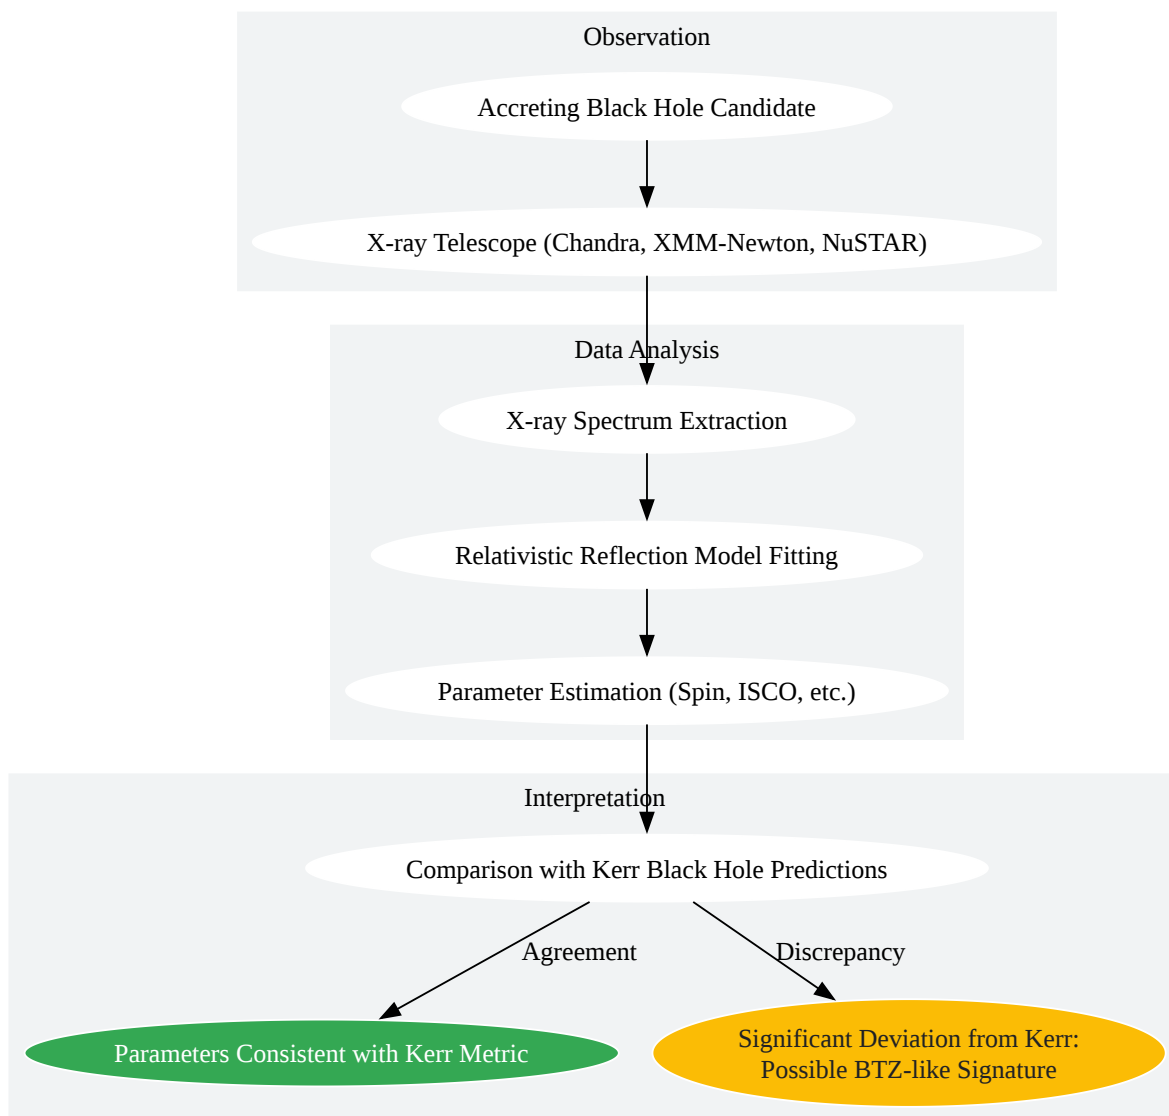 Observation
Accreting Black Hole Candidate
X-ray Telescope (Chandra, XMM-Newton, NuSTAR)
Data Analysis
X-ray Spectrum Extraction
Relativistic Reflection Model Fitting
Parameter Estimation (Spin, ISCO, etc.)
Interpretation
Comparison with Kerr Black Hole Predictions
Agreement
Discrepancy
Parameters Consistent with Kerr Metric
Significant Deviation from Kerr:
Possible BTZ-like Signature